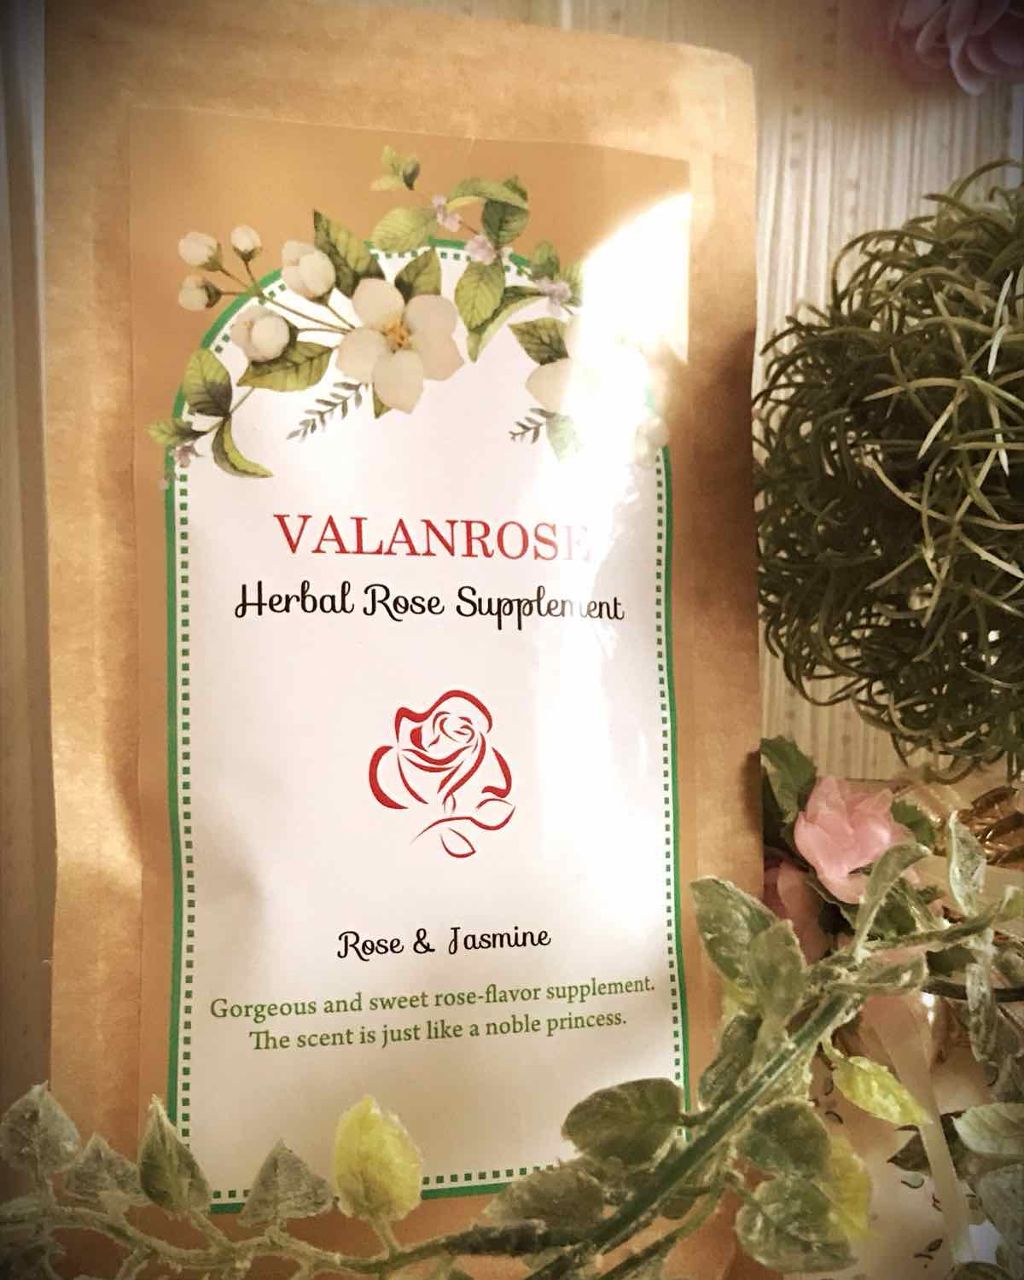 VALANROSE
Herbal Rose Supplement
Rose & Jasmine
Gorgeous and sweet rose-flavor supplement.
The scent is just like a noble princess.